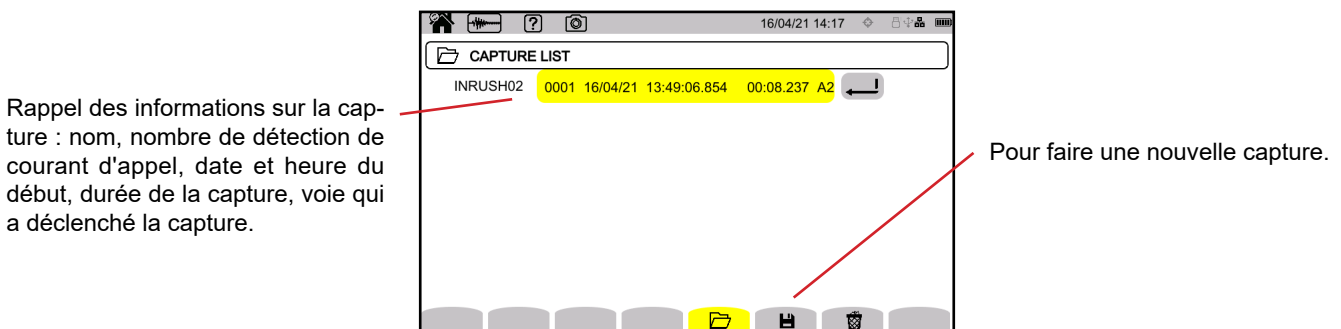 16/04/21 14:17
CAPTURE LIST
INRUSH02 0001 16/04/21 13:49:06.854 00:08.237 A2
Rappel des informations sur la cap-
ture : nom, nombre de détection de
courant d'appel, date et heure du
début, durée de la capture, voie qui
a déclenché la capture.
Pour faire une nouvelle capture.